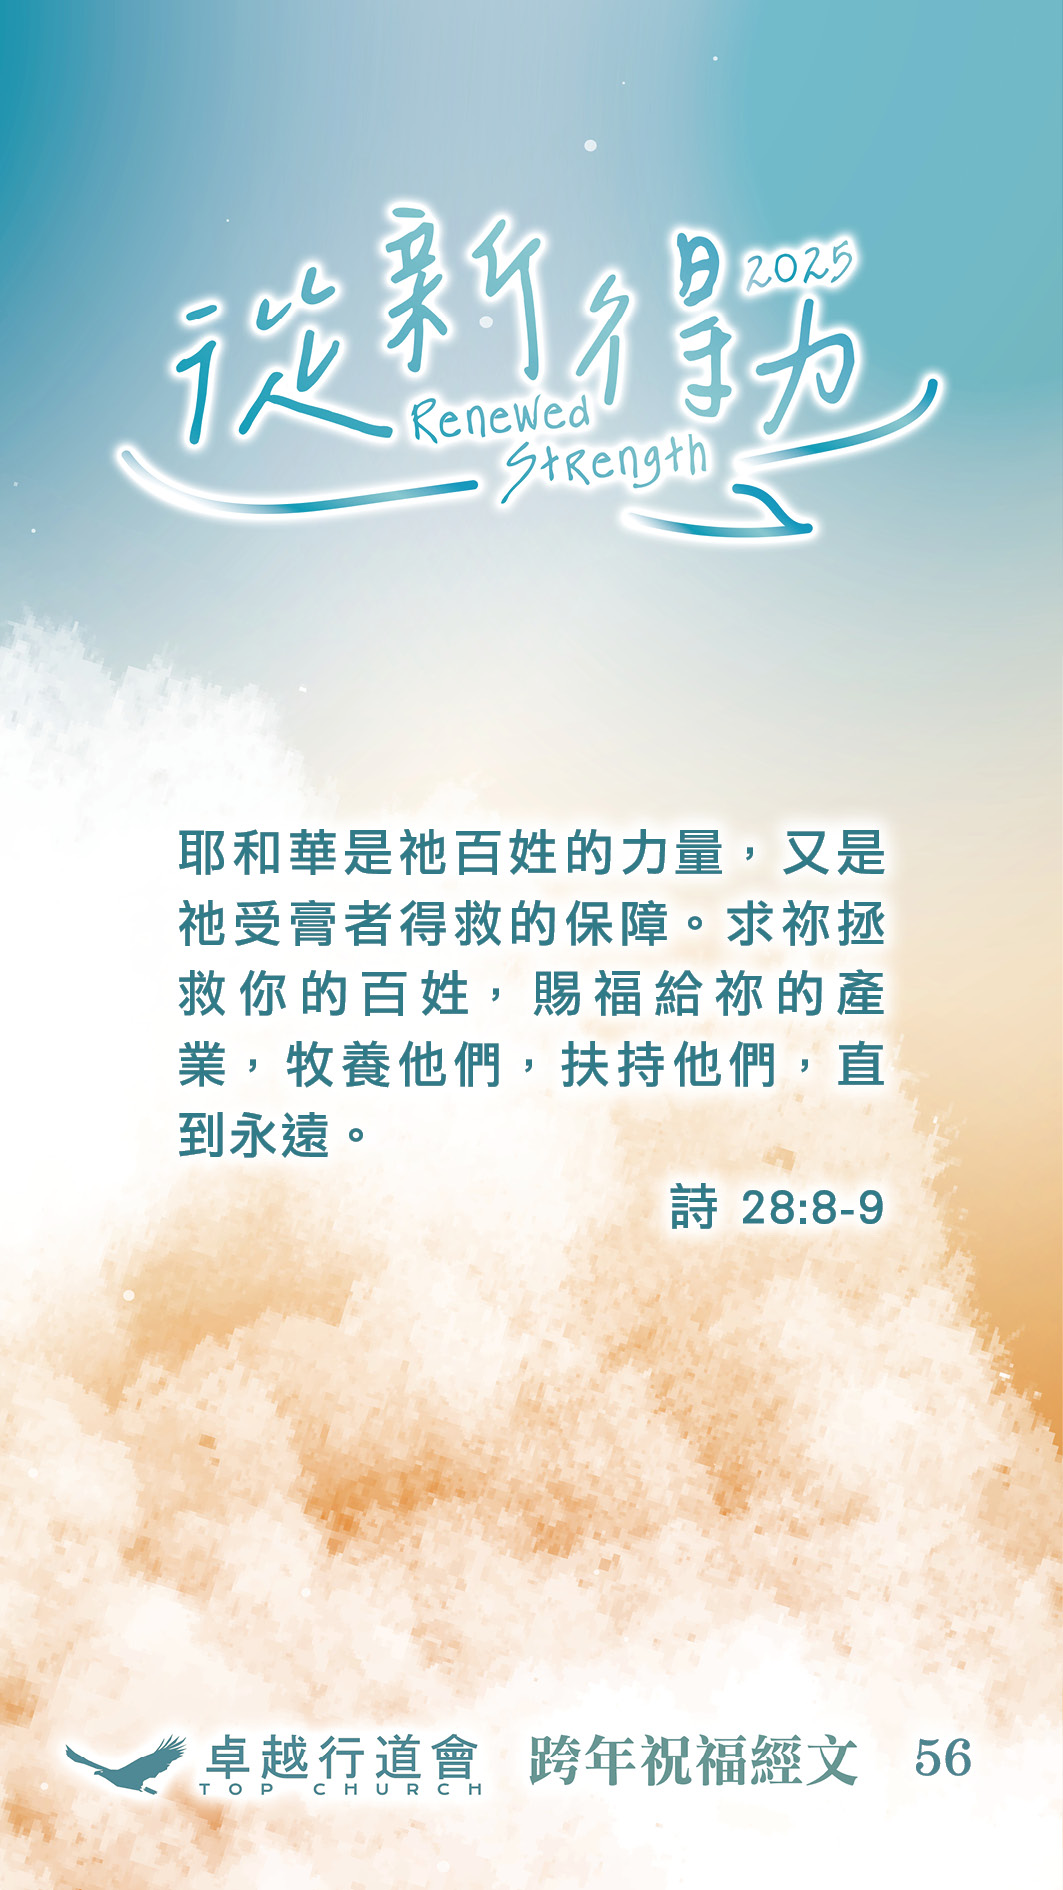 從新得力 2025
Renewed
Strength
耶和華是祂百姓的力量，又是
祂受膏者得救的保障。求祢拯
救你的百姓，賜福給祢的產
業，牧養他們，扶持他們，直
到永遠。
詩 28:8-9
卓越行道會 跨年祝福經文 56
TOP CHURCH